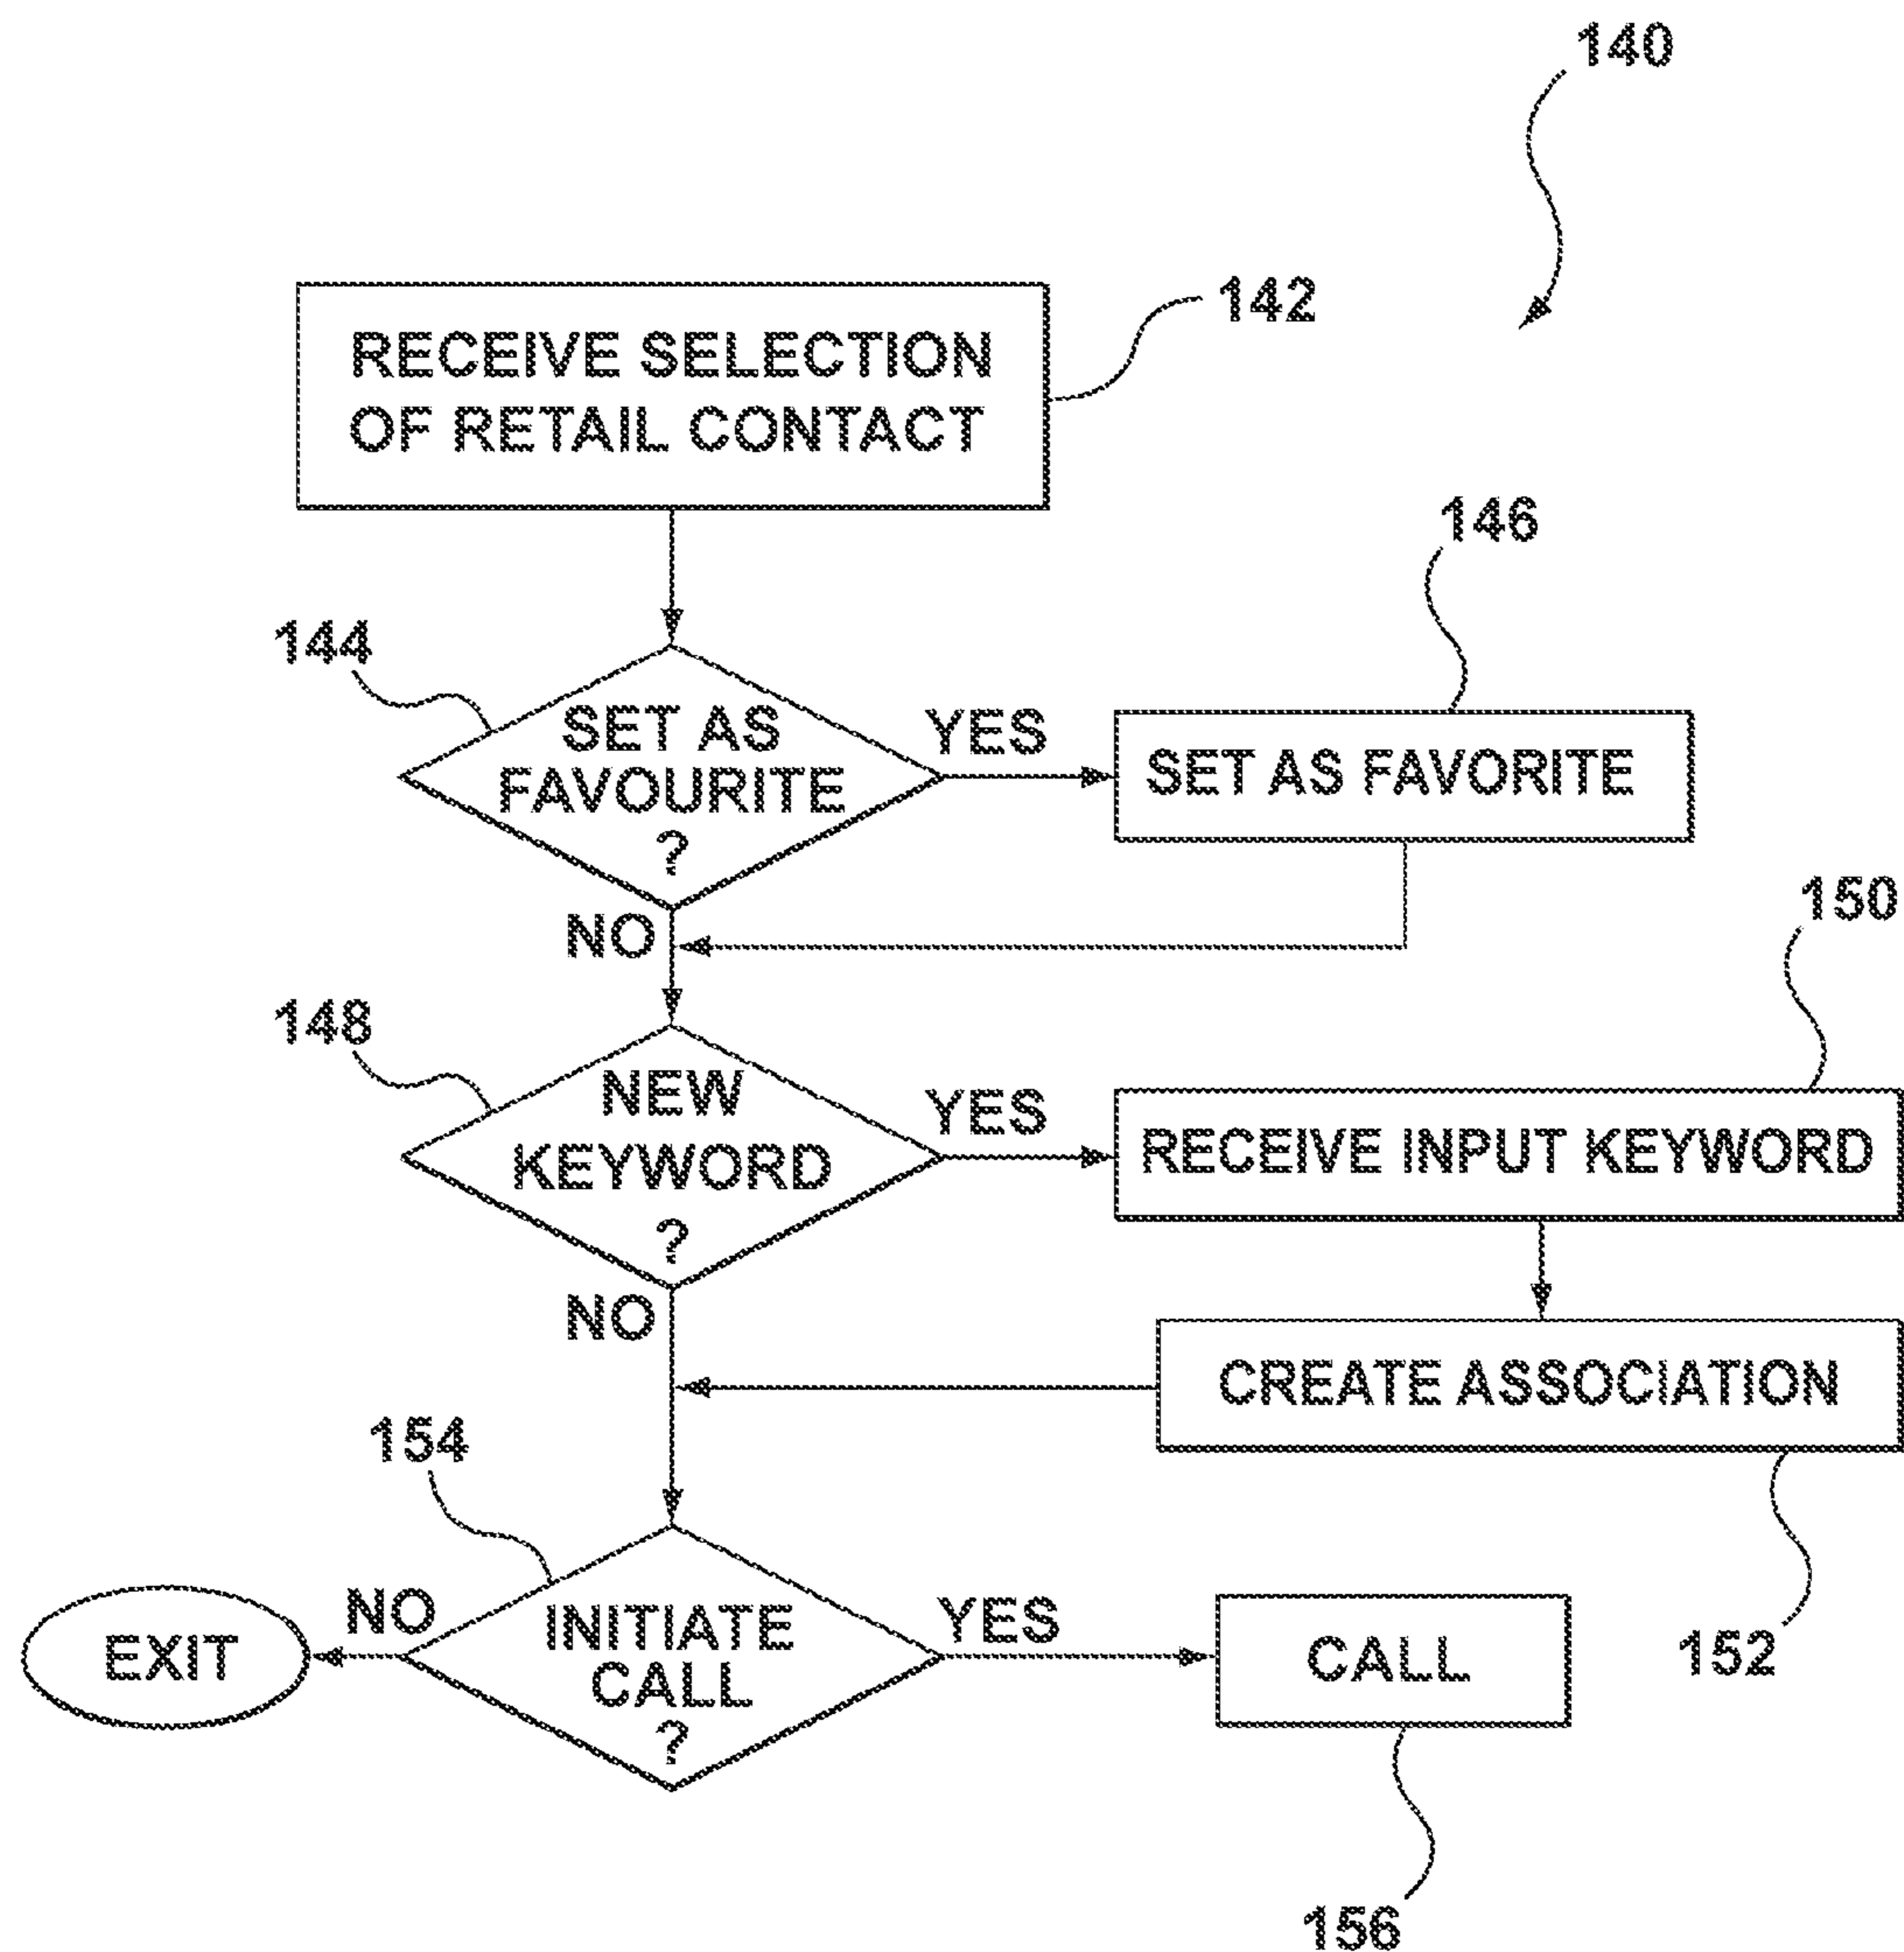 140
142
RECEIVE SELECTION
OF RETAIL CONTACT
146
144
SET AS
FAVOURITE
?
YES
SET AS FAVORITE
150
NO
148
NEW
KEYWORD
?
YES
RECEIVE INPUT KEYWORD
NO
CREATE ASSOCIATION
154
152
EXIT
NO
INITIATE
CALL
?
YES
CALL
156